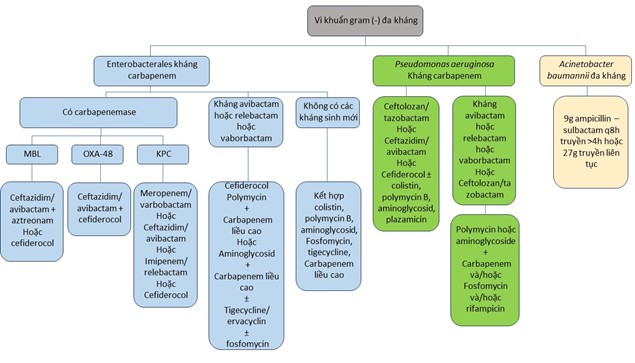 Vi khuẩn gram (-) đa kháng
Enterobacterales kháng
carbapenem
Pseudomonas aeruginosa
Kháng carbapenem
Acinetobacter
baumannii đa kháng
Có carbapenemase
Kháng avibactam
hoặc relebactam
hoặc
vaborbactam
Không có các
kháng sinh mới
MBL
OXA-48
KPC
Ceftazidim/
avibactam +
aztreonam
Hoặc
cefiderocol
Ceftazidim/
avibactam +
cefiderocol
Meropenem/
varbobactam
Hoặc
Ceftazidim/
avibactam
Hoặc
Imipenem/
relebactam
Hoặc
Cefiderocol
Cefiderocol
Polymycin
+
Carbapenem
liều cao
Hoặc
Aminoglycosid
+
Carbapenem liều
cao
±
Tigecycline/
ervacyclin
±
fosfomycin
Kết hợp
colistin,
polymycin B,
aminoglycosid,
Fosfomycin,
tigecycline,
Carbapenem
liều cao
Ceftolozan/
tazobactam
Hoặc
Ceftazidim/
avibactam
Hoặc
Cefiderocol ±
colistin,
polymycin B,
aminoglycosid,
plazamicin
Kháng
avibactam
hoặc
relebactam
hoặc
vaborbactam
Hoặc
Ceftolozan/ta
zobactam
Polymycin hoặc
aminoglycoside
+
Carbapenem
và/hoặc
Fosfomycin
và/hoặc
rifampicin
9g ampicillin –
sulbactam q8h
truyền >4h hoặc
27g truyền liên
tục